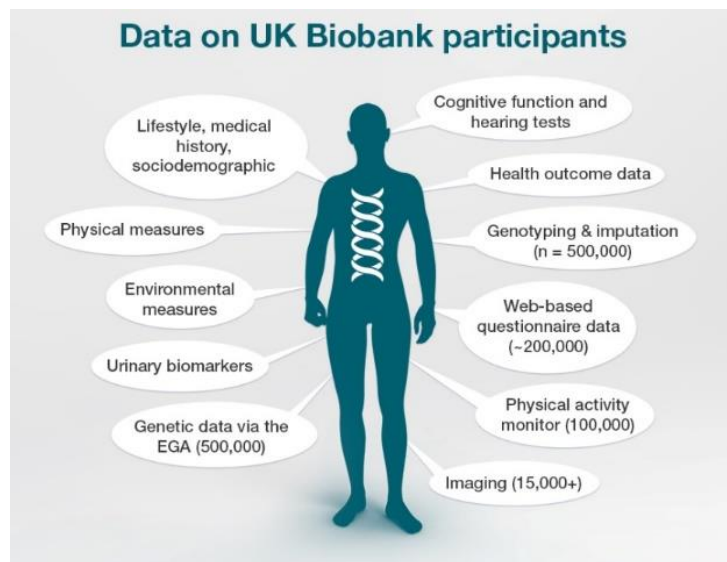 Data on UK Biobank participants
Lifestyle, medical
history,
sociodemographic
Physical measures
Environmental
measures
Urinary biomarkers
Genetic data via the
EGA (500,000)
Cognitive function and
hearing tests
Health outcome data
Genotyping & imputation
(n = 500,000)
Web-based
questionnaire data
(~200,000)
Physical activity
monitor (100,000)
Imaging (15,000+)